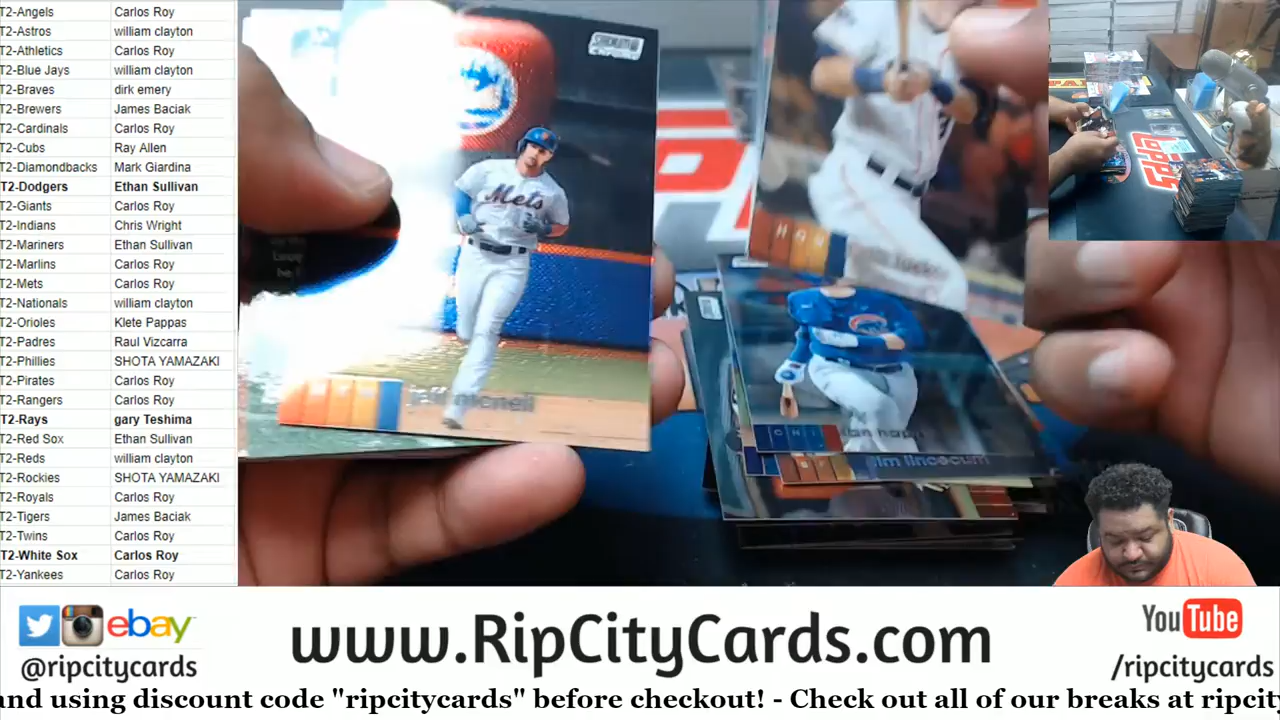 T2-Angels Carlos Roy
T2-Astros william clayton
T2-Athletics Carlos Roy
T2-Blue Jays william clayton
T2-Braves dirk emery
T2-Brewers James Baciak
T2-Cardinals Carlos Roy
T2-Cubs Ray Allen
T2-Diamondbacks Mark Giardina
T2-Dodgers Ethan Sullivan
T2-Giants Carlos Roy
T2-Indians Chris Wright
T2-Mariners Ethan Sullivan
T2-Marlins Carlos Roy
T2-Mets Carlos Roy
T2-Nationals william clayton
T2-Orioles Klete Pappas
T2-Padres Raul Vizcarra
T2-Phillies SHOTA YAMAZAKI
T2-Pirates Carlos Roy
T2-Rangers Carlos Roy
T2-Rays gary Teshima
T2-Red Sox Ethan Sullivan
T2-Reds william clayton
T2-Rockies SHOTA YAMAZAKI
T2-Royals Carlos Roy
T2-Tigers James Baciak
T2-Twins Carlos Roy
T2-White Sox Carlos Roy
T2-Yankees Carlos Roy
Mets
jeff mcneil
ian happ
tim lincecum
ebay
@ripcitycards
www.RipCityCards.com
YouTube
/ripcitycards
and using discount code "ripcitycards" before checkout! - Check out all of our breaks at ripcity